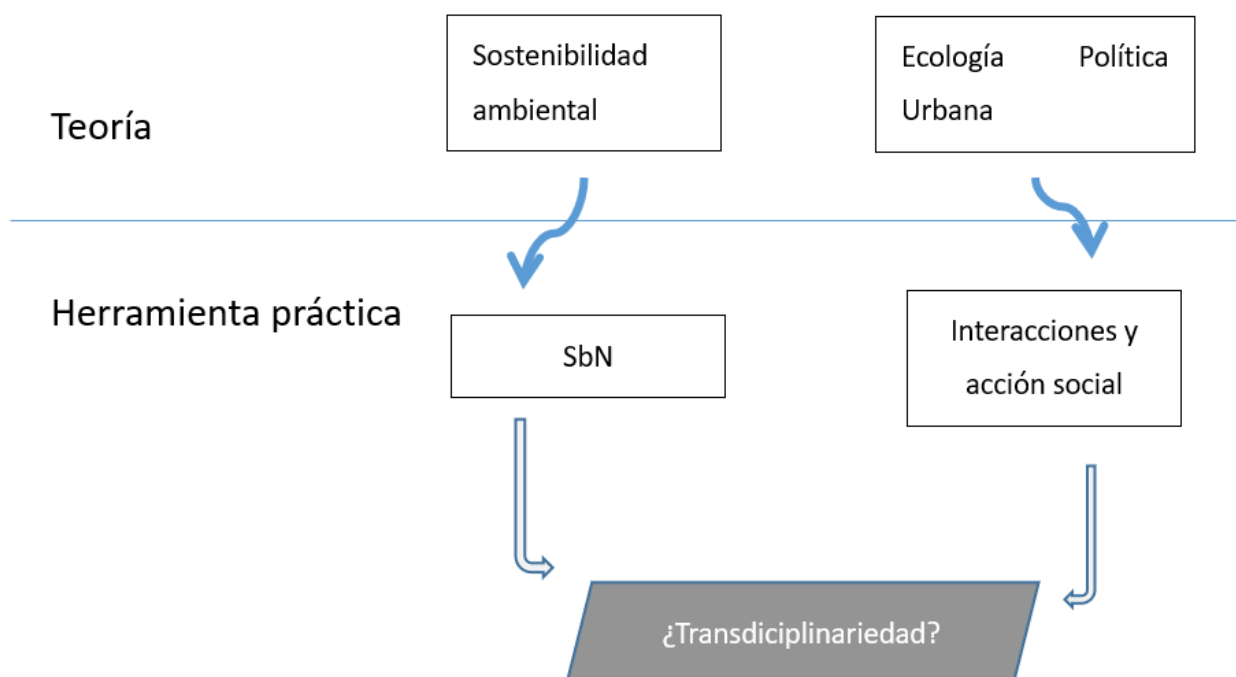 Teoría
Sostenibilidad
ambiental
Ecología Política
Urbana
Herramienta práctica
SbN
Interacciones y
acción social
¿Transdiciplinariedad?